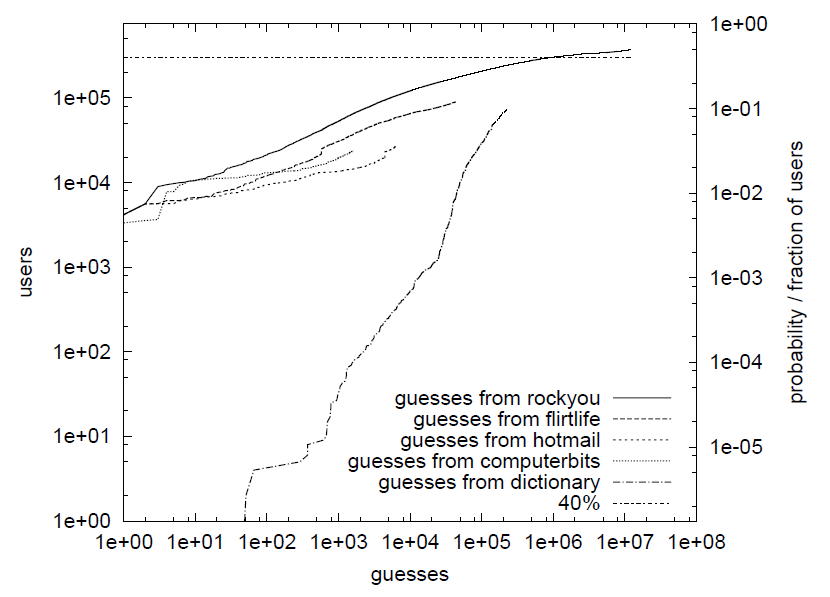 1e+00
1e+05
1e-01
1e+04
1e-02
1e+03
1e-03
1e+02
1e-04
1e+01
1e-05
1e+00
users
probability / fraction of users
guesses from rockyou
guesses from flirtlife
guesses from hotmail
guesses from computerbits
guesses from dictionary
40%
1e+00 1e+01 1e+02 1e+03 1e+04 1e+05 1e+06 1e+07 1e+08
guesses